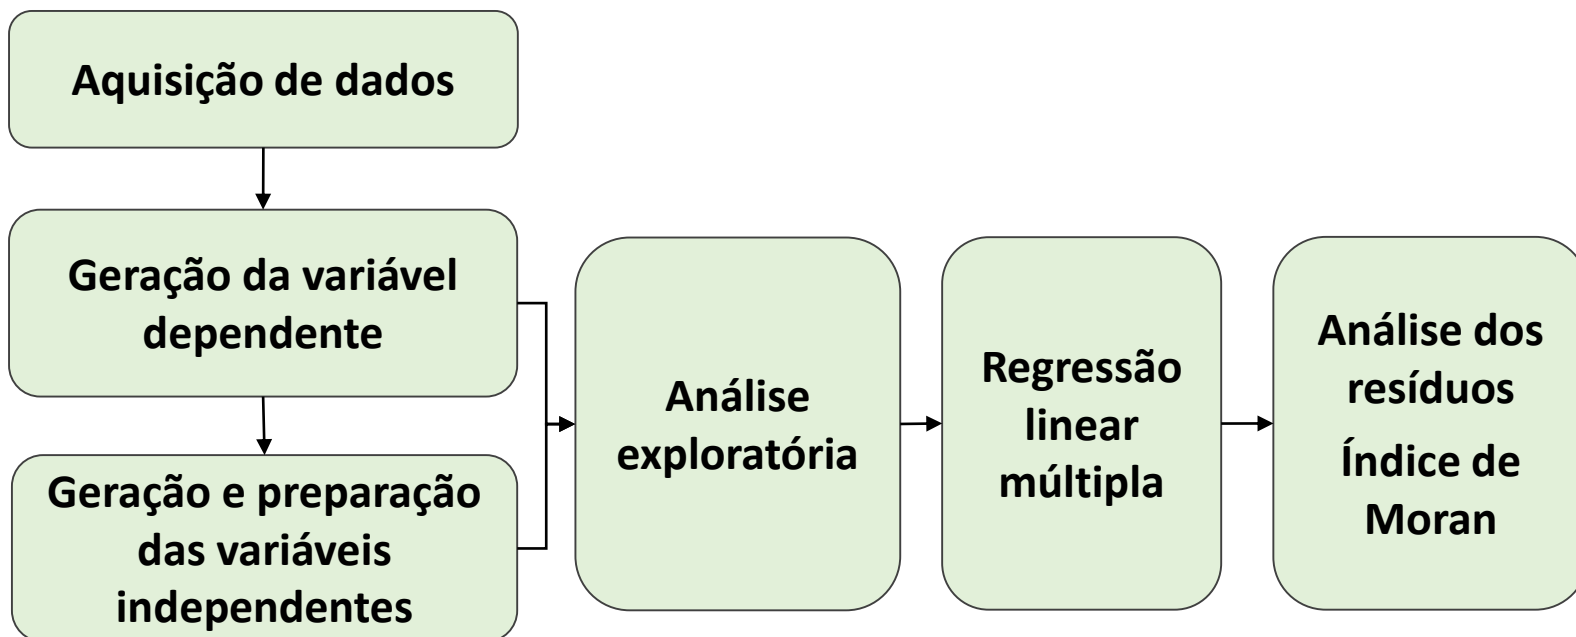 Aquisição de dados
Geração da variável
dependente
Geração e preparação
das variáveis
independentes
Análise
exploratória
Regressão
linear
múltipla
Análise dos
resíduos
Índice de
Moran